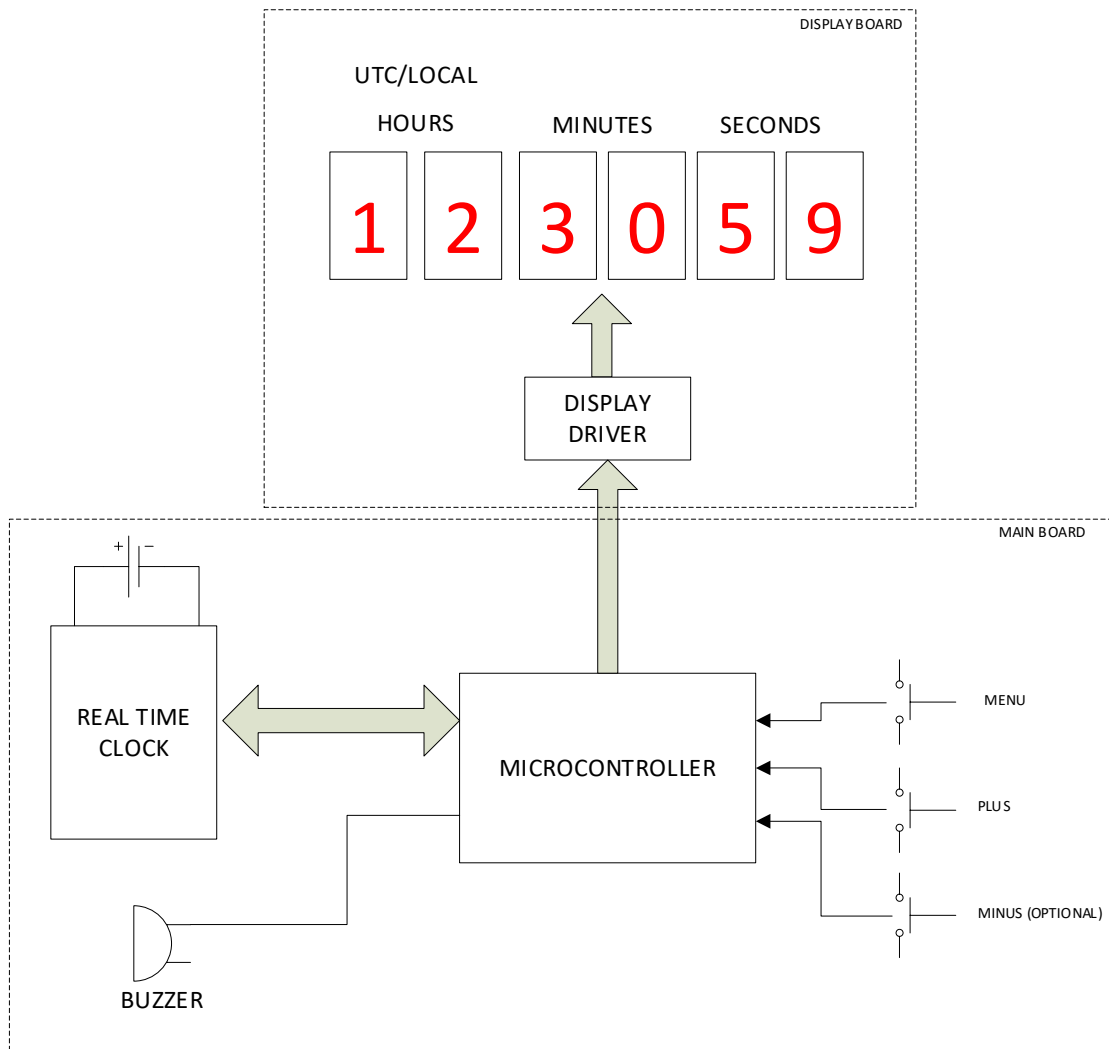 DISPLAY BOARD
UTC/LOCAL
HOURS MINUTES SECONDS
1 2 3 0 5 9
DISPLAY
DRIVER
MAIN BOARD
+ −
REAL TIME
CLOCK
MICROCONTROLLER
MENU
PLUS
MINUS (OPTIONAL)
BUZZER